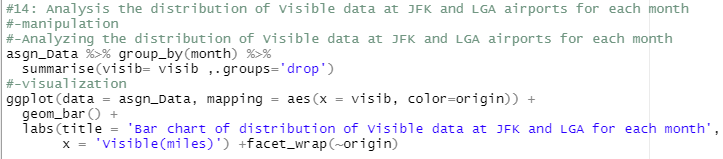 #14: Analysis the distribution of Visible data at JFK and LGA airports for each month
#-manipulation
#-Analyzing the distribution of Visible data at JFK and LGA airports for each month
asgn_Data %>% group_by(month) %>%
  summarise(visib= visib ,.groups='drop')
#-visualization
ggplot(data = asgn_Data, mapping = aes(x = visib, color=origin)) +
  geom_bar() +
  labs(title = 'Bar chart of distribution of Visible data at JFK and LGA for each month',
       x = 'Visible(miles)') +facet_wrap(~origin)